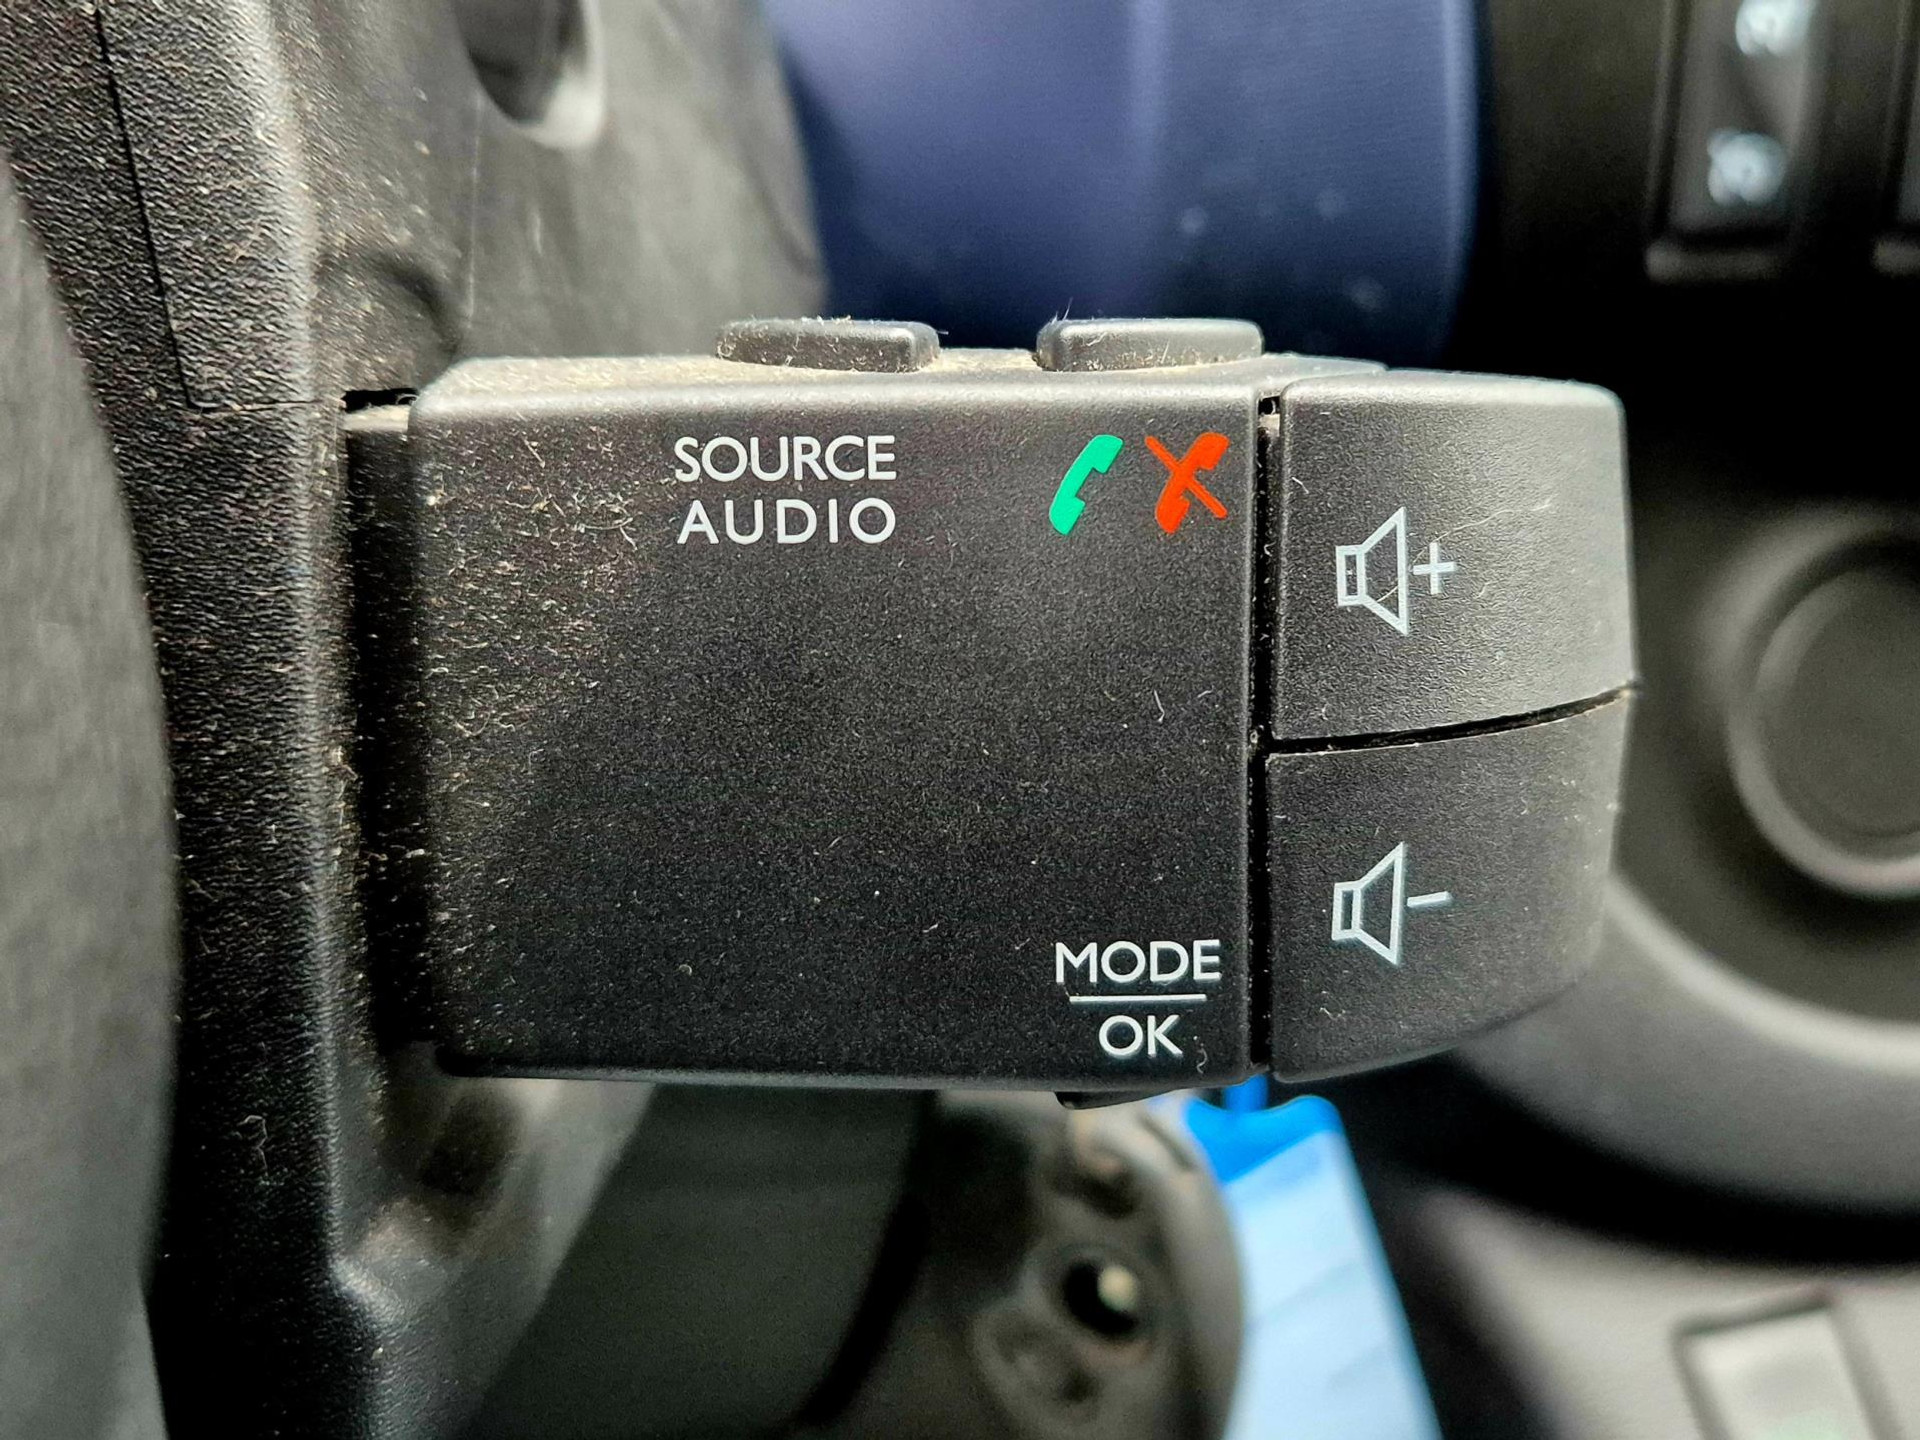 SOURCE
AUDIO
+
-
MODE
OK